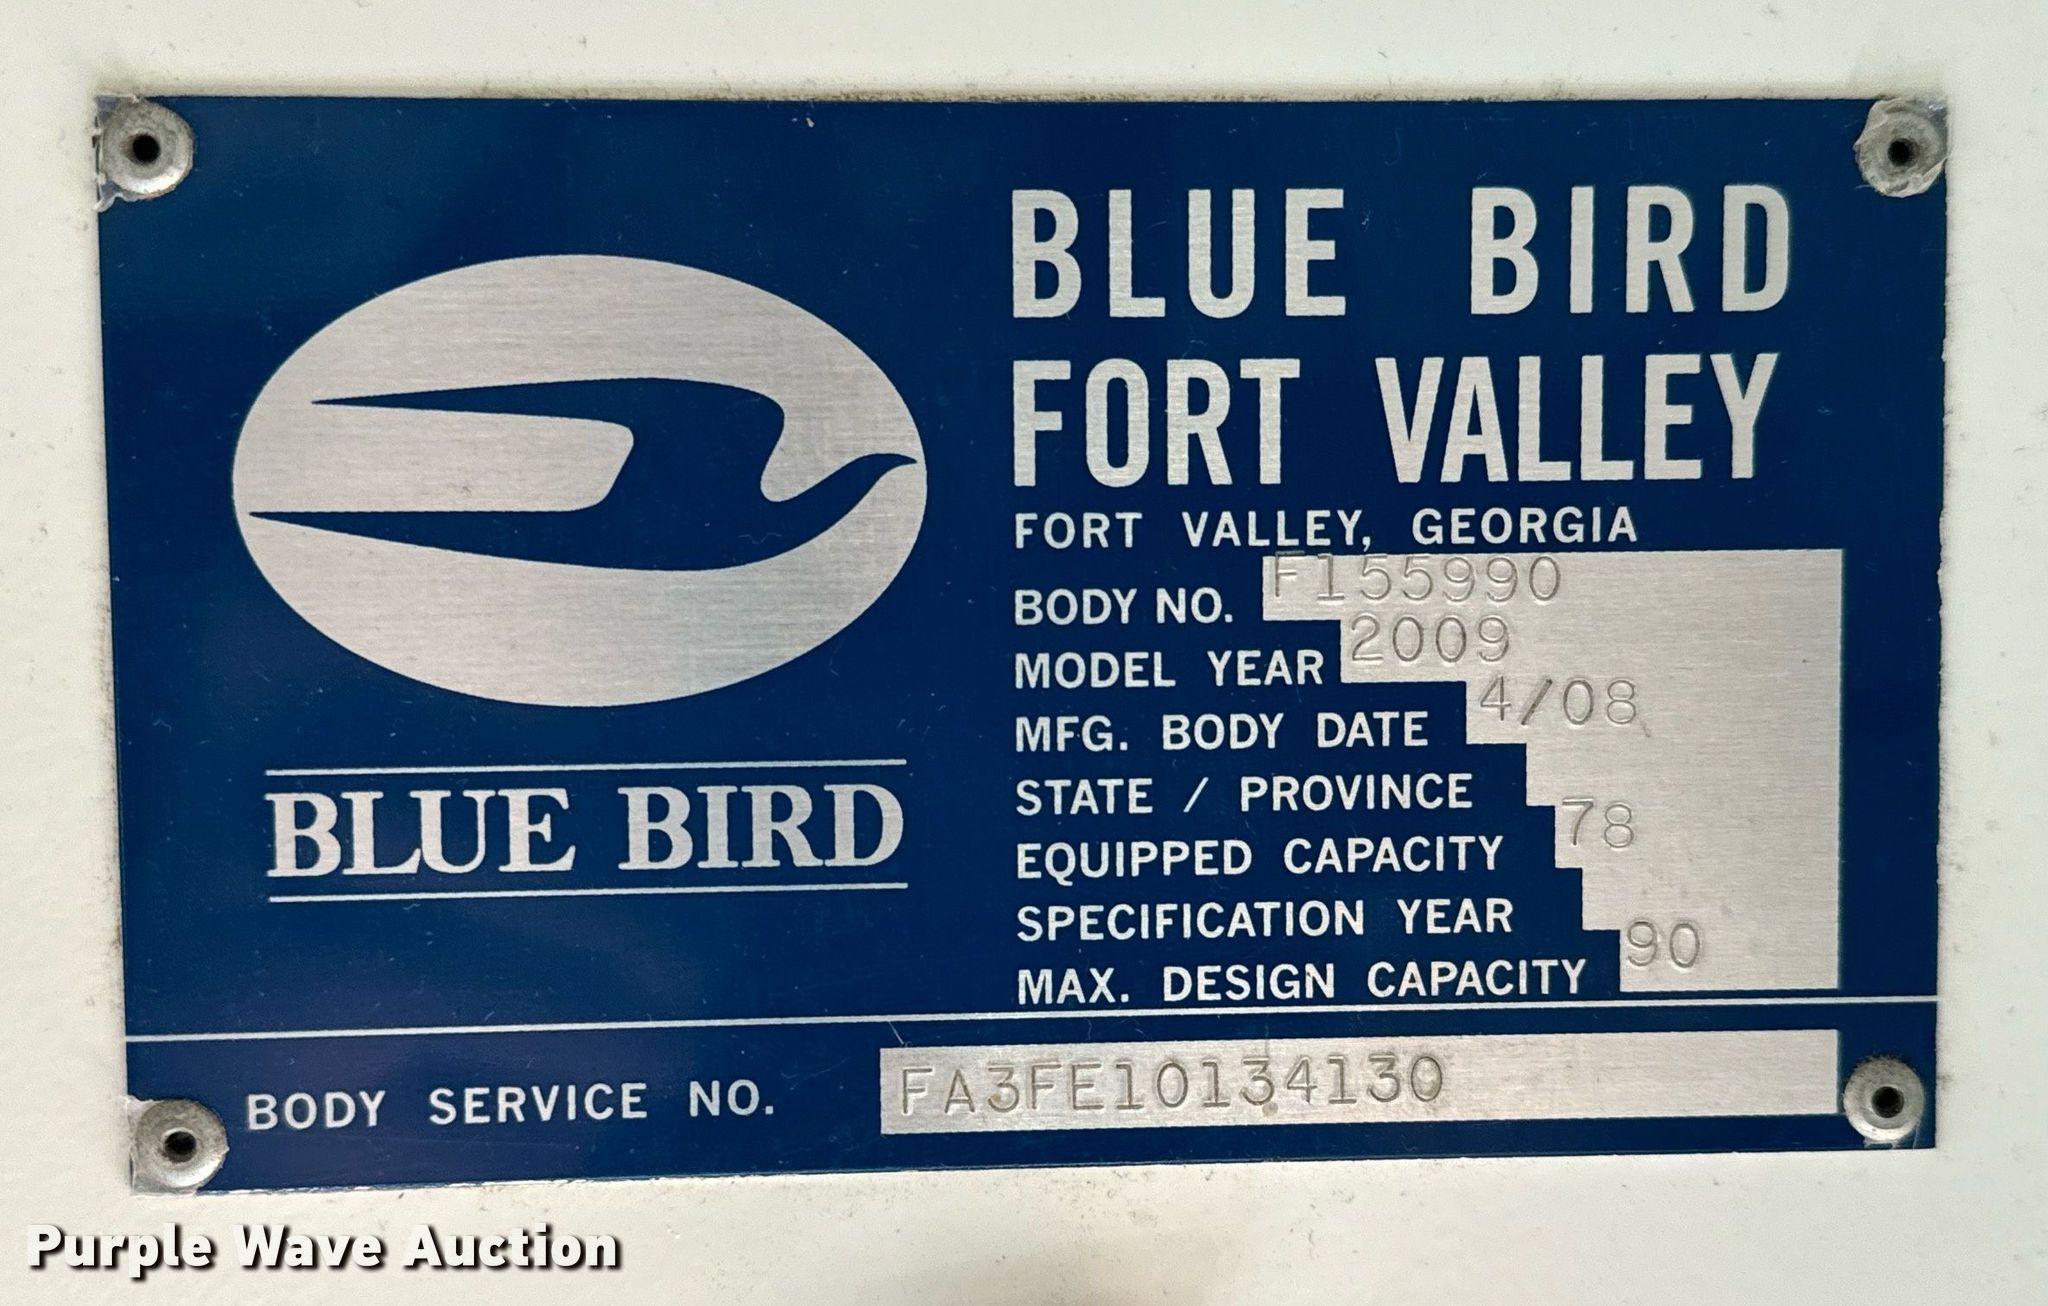 BLUE BIRD
FORT VALLEY
FORT VALLEY, GEORGIA
BODY NO. F155990
MODEL YEAR 2009
MFG. BODY DATE 4/08
STATE / PROVINCE
EQUIPPED CAPACITY 78
SPECIFICATION YEAR
MAX. DESIGN CAPACITY 90
BLUE BIRD
BODY SERVICE NO. FA3FE10134130
Purple Wave Auction